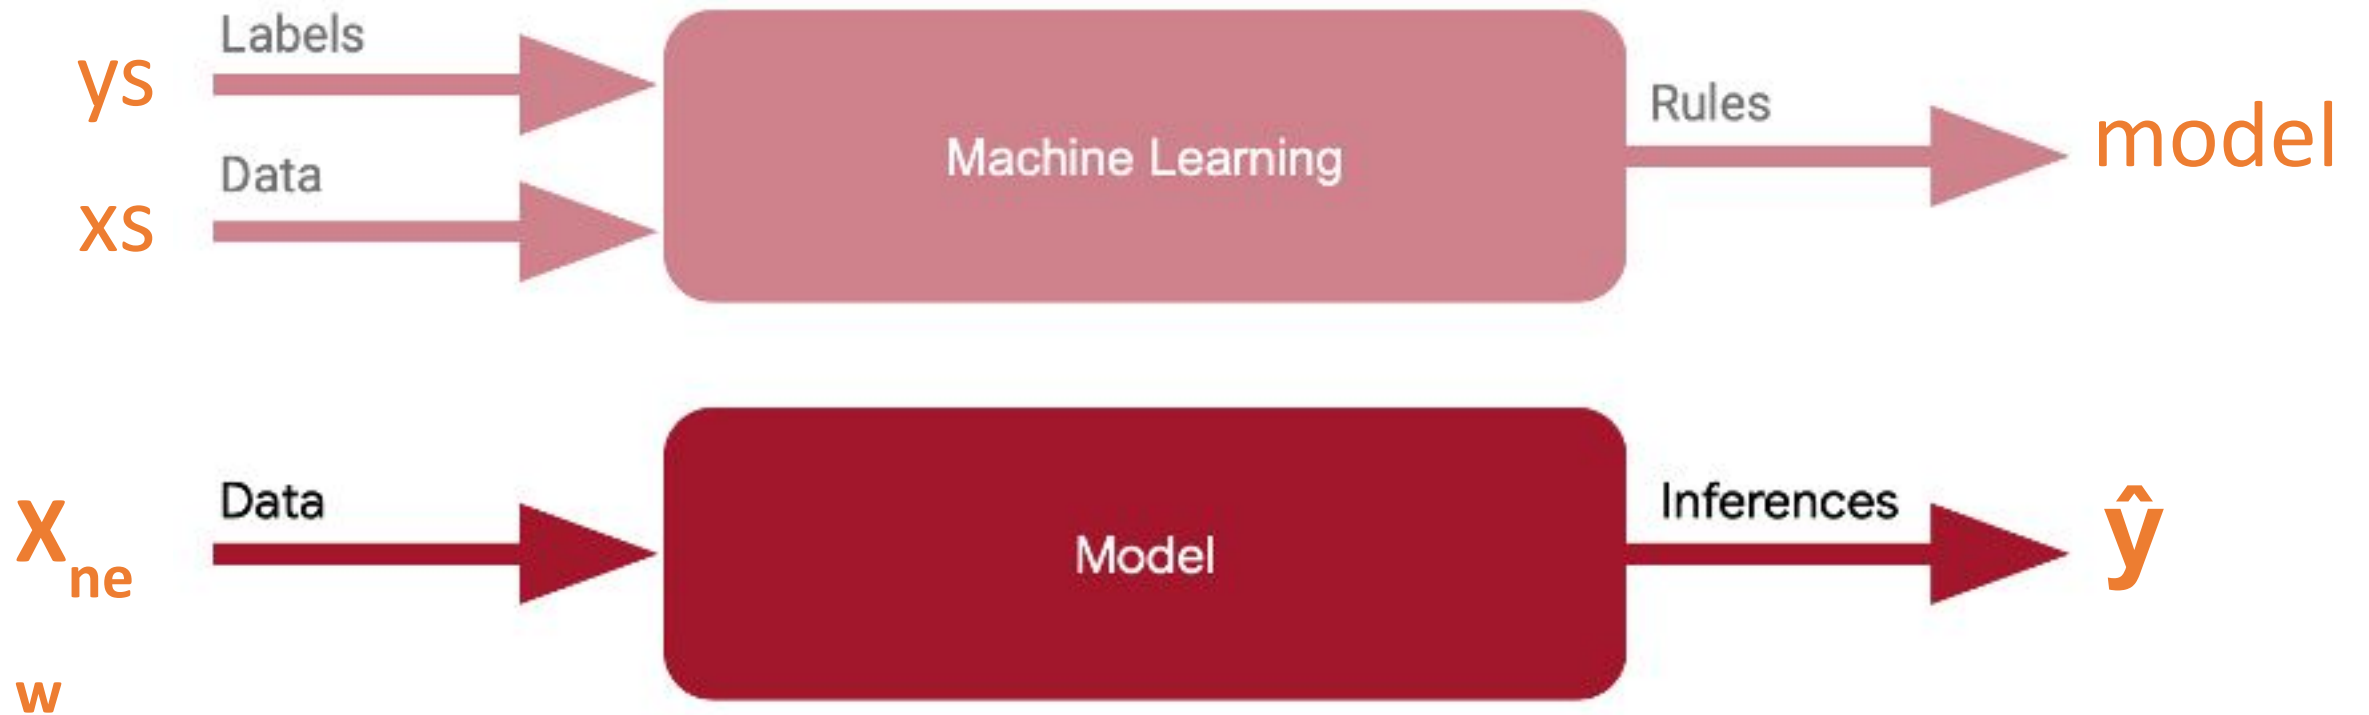 Labels
ys
Data
xs
Machine Learning
Rules
model
Data
X
ne
w
Model
Inferences
ŷ